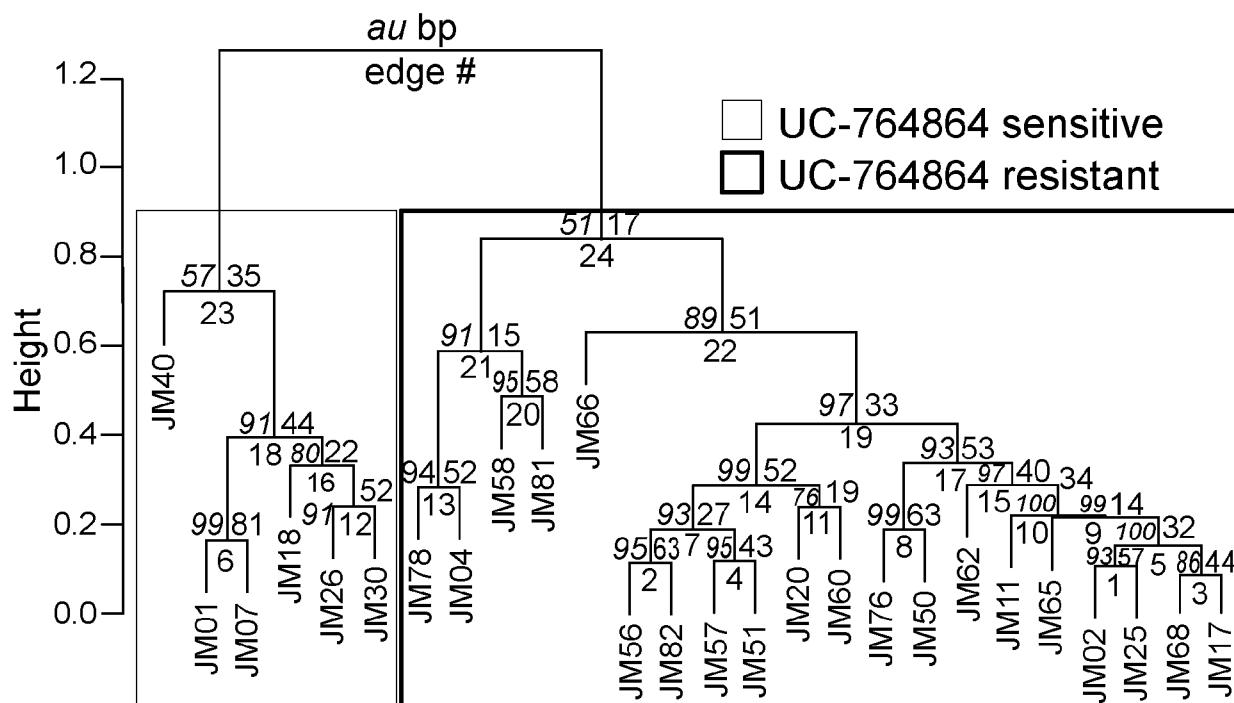 au bp
edge #
1.2
1.0
0.8
0.6
0.4
0.2
0.0
Height
UC-764864 sensitive
UC-764864 resistant
51 17
24
57 35
23
89 51
22
91 15
21
95 58
20
97 33
19
91 44
18
80 22
16
93 53
17
97 40
15
99 52
14
94 52
13
91 52
12
76 19
11
100 34
10
99 14
9
99 63
8
93 27
7
99 81
6
100 32
5
95 43
4
86 44
3
95 63
2
93 57
1
JM40
JM01
JM07
JM18
JM26
JM30
JM78
JM04
JM58
JM81
JM66
JM56
JM82
JM57
JM51
JM20
JM60
JM76
JM50
JM62
JM11
JM65
JM02
JM25
JM68
JM17